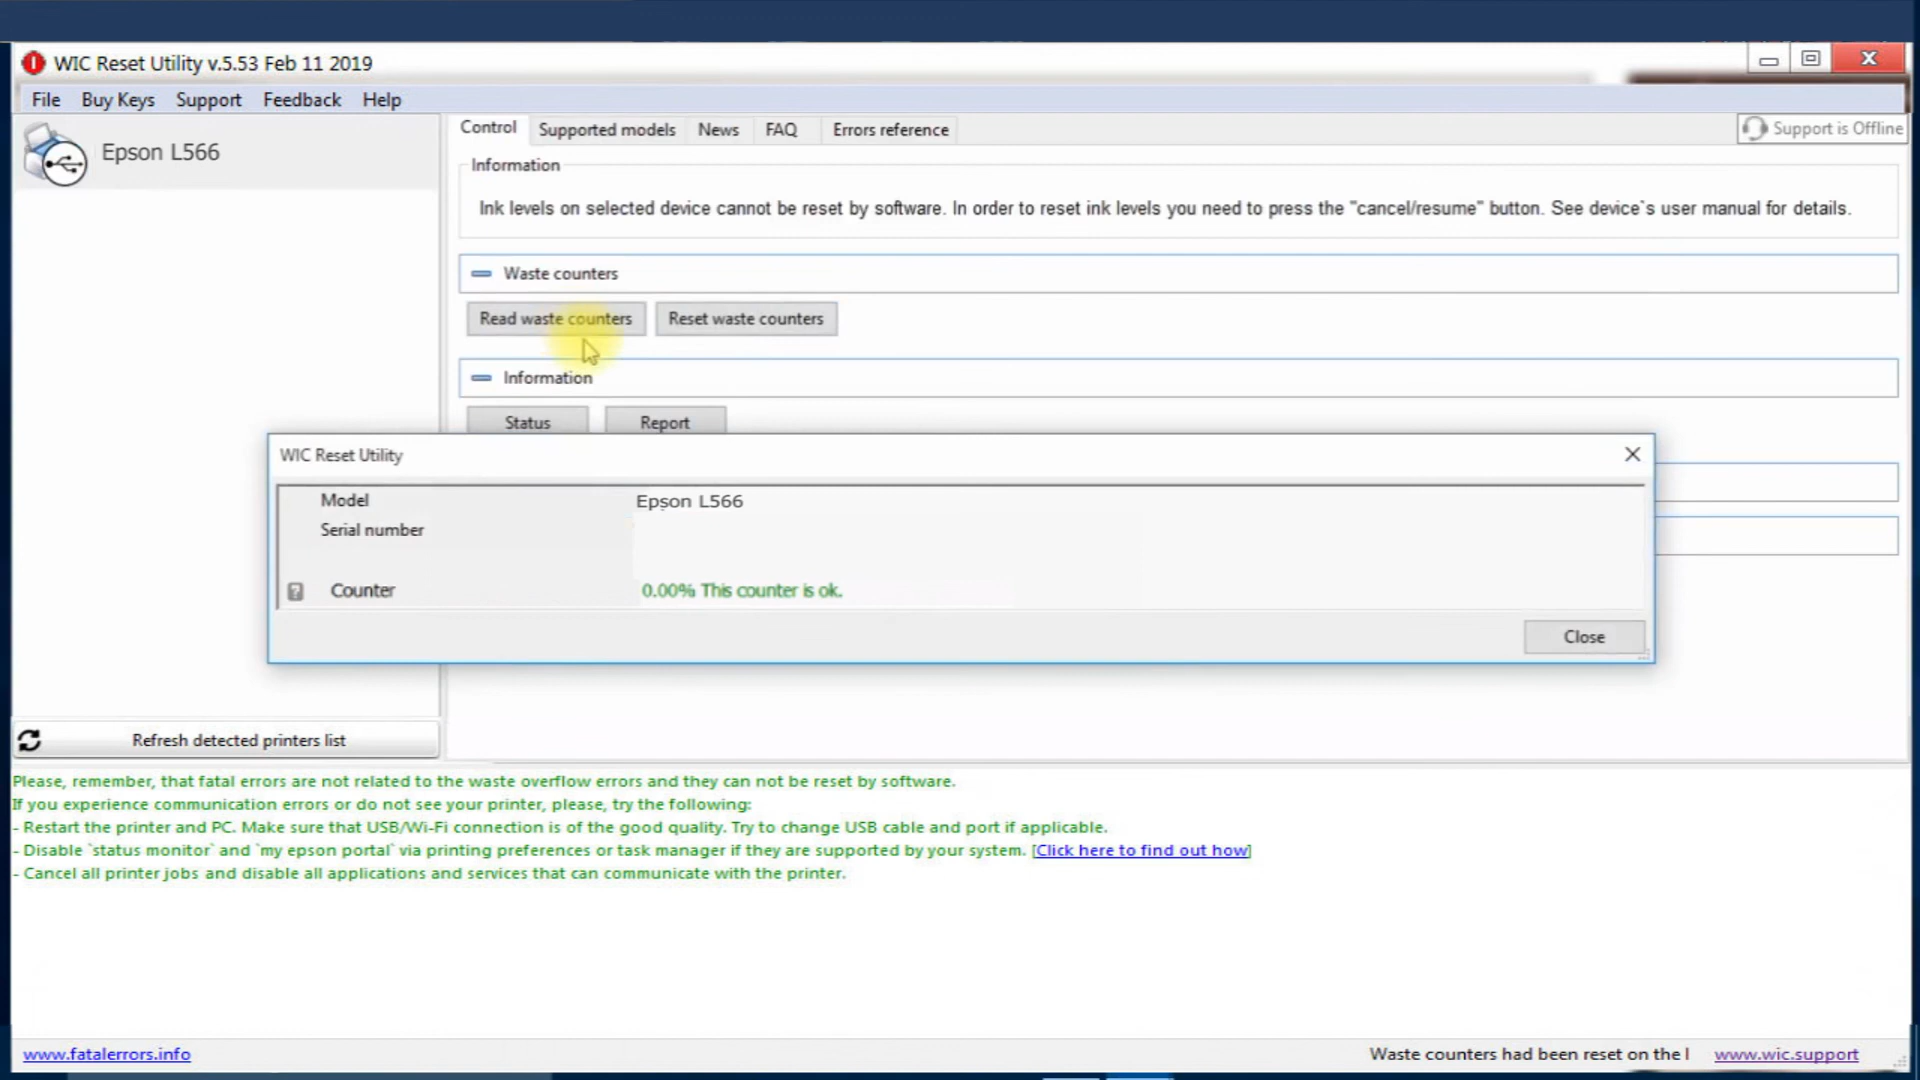 WIC Reset Utility v.5.53 Feb 11 2019
File Buy Keys Support Feedback Help
Epson L566
Control Supported models News FAQ Errors reference
Support is Offline
Information
Ink levels on selected device cannot be reset by software. In order to reset ink levels you need to press the "cancel/resume" button. See device`s user manual for details.
Waste counters
Read waste counters Reset waste counters
Information
Status Report
WIC Reset Utility
Model Epson L566
Serial number
Counter 0.00% This counter is ok.
Close
Refresh detected printers list
Please, remember, that fatal errors are not related to the waste overflow errors and they can not be reset by software.
If you experience communication errors or do not see your printer, please, try the following:
- Restart the printer and PC. Make sure that USB/Wi-Fi connection is of the good quality. Try to change USB cable and port if applicable.
- Disable `status monitor` and `my epson portal` via printing preferences or task manager if they are supported by your system. [Click here to find out how]
- Cancel all printer jobs and disable all applications and services that can communicate with the printer.
www.fatalerrors.info
Waste counters had been reset on the
www.wic.support